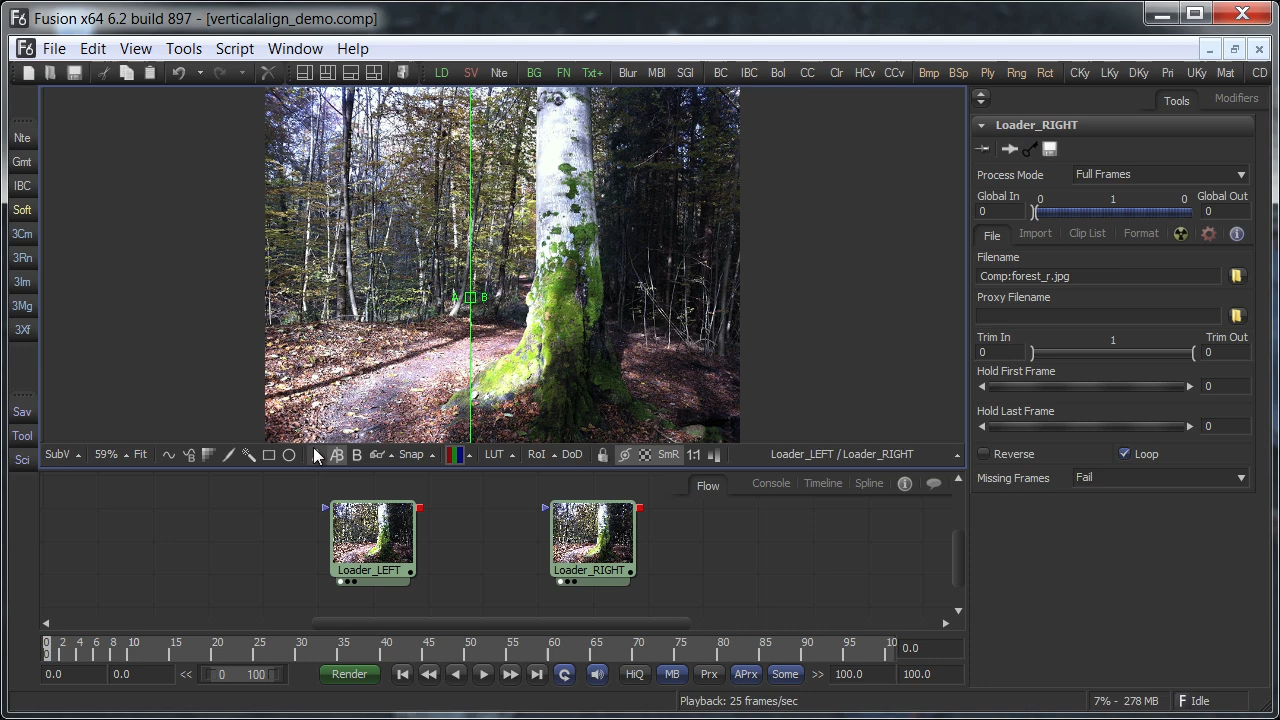 Fusion x64 6.2 build 897 - [verticalalign_demo.comp]
File Edit View Tools Script Window Help
LD SV Nte BG FN Txt+ Blur MBl SGl BC IBC Bol CC Clr HCv CCv Bmp BSp Ply Rng Rct CKy LKy DKy Pri UKy Mat CD
Nte
Gmt
IBC
Soft
3Cm
3Rn
3Im
3Mg
3Xf
Sav
Tool
Sci
A B
SubV 59% Fit AB B Snap LUT RoI DoD SmR 1:1 Loader_LEFT / Loader_RIGHT
Flow Console Timeline Spline
Loader_LEFT Loader_RIGHT
Tools Modifiers
Loader_RIGHT
Process Mode Full Frames
Global In 0 1 0 Global Out
0 0
File Import Clip List Format
Filename
Comp:forest_r.jpg
Proxy Filename
Trim In 1 Trim Out
0 0
Hold First Frame
0
Hold Last Frame
0
Reverse Loop
Missing Frames Fail
0 2 4 6 8 10 15 20 25 30 35 40 45 50 55 60 65 70 75 80 85 90 95 10 0.0
0
0.0 0.0 << 0 100 Render HiQ MB Prx APrx Some >> 100.0 100.0
Playback: 25 frames/sec 7% - 278 MB Idle